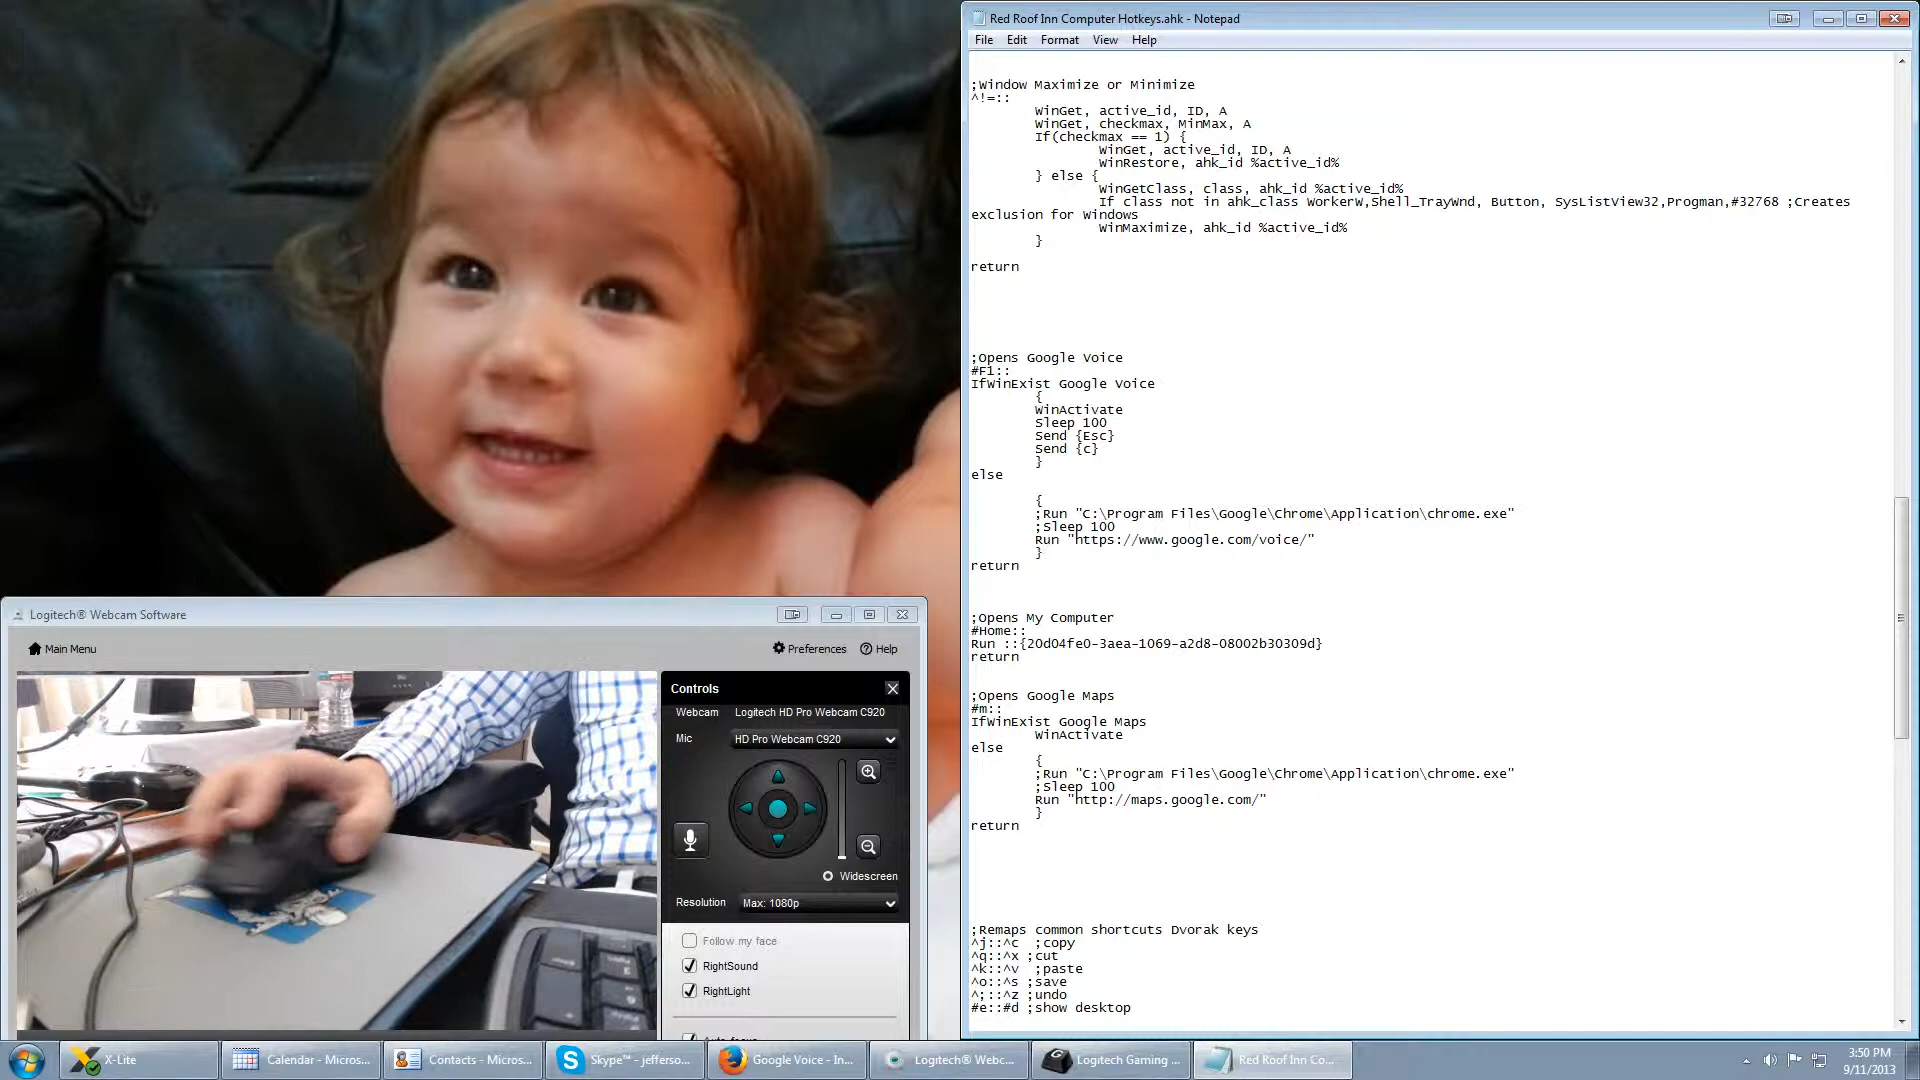 Red Roof Inn Computer Hotkeys.ahk - Notepad
File Edit Format View Help
;Window Maximize or Minimize
^!=::
WinGet, active_id, ID, A
WinGet, checkmax, MinMax, A
If(checkmax == 1) {
WinGet, active_id, ID, A
WinRestore, ahk_id %active_id%
} else {
WinGetClass, class, ahk_id %active_id%
If class not in ahk_class WorkerW,Shell_TrayWnd, Button, SysListView32,Progman,#32768 ;Creates
exclusion for Windows
WinMaximize, ahk_id %active_id%
}
return
;Opens Google Voice
#F1::
IfWinExist Google Voice
{
WinActivate
Sleep 100
Send {Esc}
Send {c}
}
else
{
;Run "C:\Program Files\Google\Chrome\Application\chrome.exe"
;Sleep 100
Run "https://www.google.com/voice/"
}
return
;Opens My Computer
#Home::
Run ::{20d04fe0-3aea-1069-a2d8-08002b30309d}
return
;Opens Google Maps
#m::
IfWinExist Google Maps
WinActivate
else
{
;Run "C:\Program Files\Google\Chrome\Application\chrome.exe"
;Sleep 100
Run "http://maps.google.com/"
}
return
;Remaps common shortcuts Dvorak keys
^j::^c ;copy
^q::^x ;cut
^k::^v ;paste
^o::^s ;save
^;::^z ;undo
#e::#d ;show desktop
Logitech® Webcam Software
Main Menu
Preferences
Help
Controls
Webcam Logitech HD Pro Webcam C920
Mic HD Pro Webcam C920
Widescreen
Resolution Max: 1080p
Follow my face
RightSound
RightLight
X-Lite
Calendar - Micros...
Contacts - Micros...
Skype™ - jefferso...
Google Voice - In...
Logitech® Webc...
Logitech Gaming ...
Red Roof Inn Co...
3:50 PM
9/11/2013